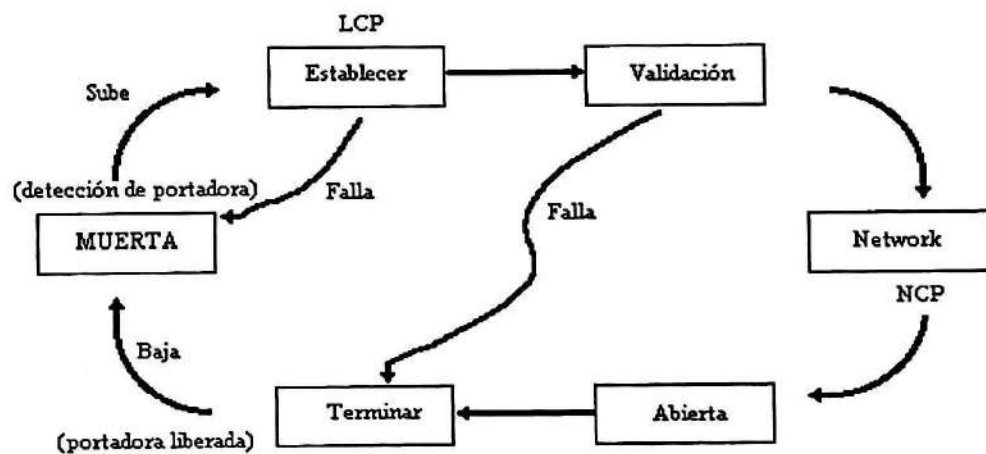 LCP
Establecer
Validación
Sube
(detección de portadora)
Falla
Falla
MUERTA
Network
NCP
Baja
Terminar
Abierta
(portadora liberada)